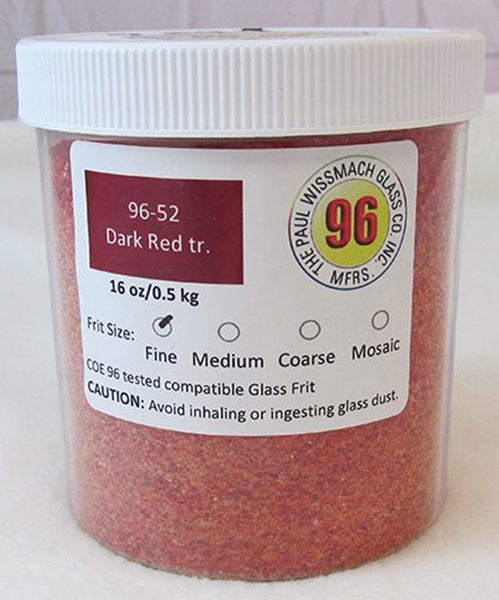 96-52
Dark Red tr.
THE PAUL WISSMACH GLASS CO. INC.
96
MFRS.
16 oz/0.5 kg
Frit Size:
Fine Medium Coarse Mosaic
COE 96 tested compatible Glass Frit
CAUTION: Avoid inhaling or ingesting glass dust.